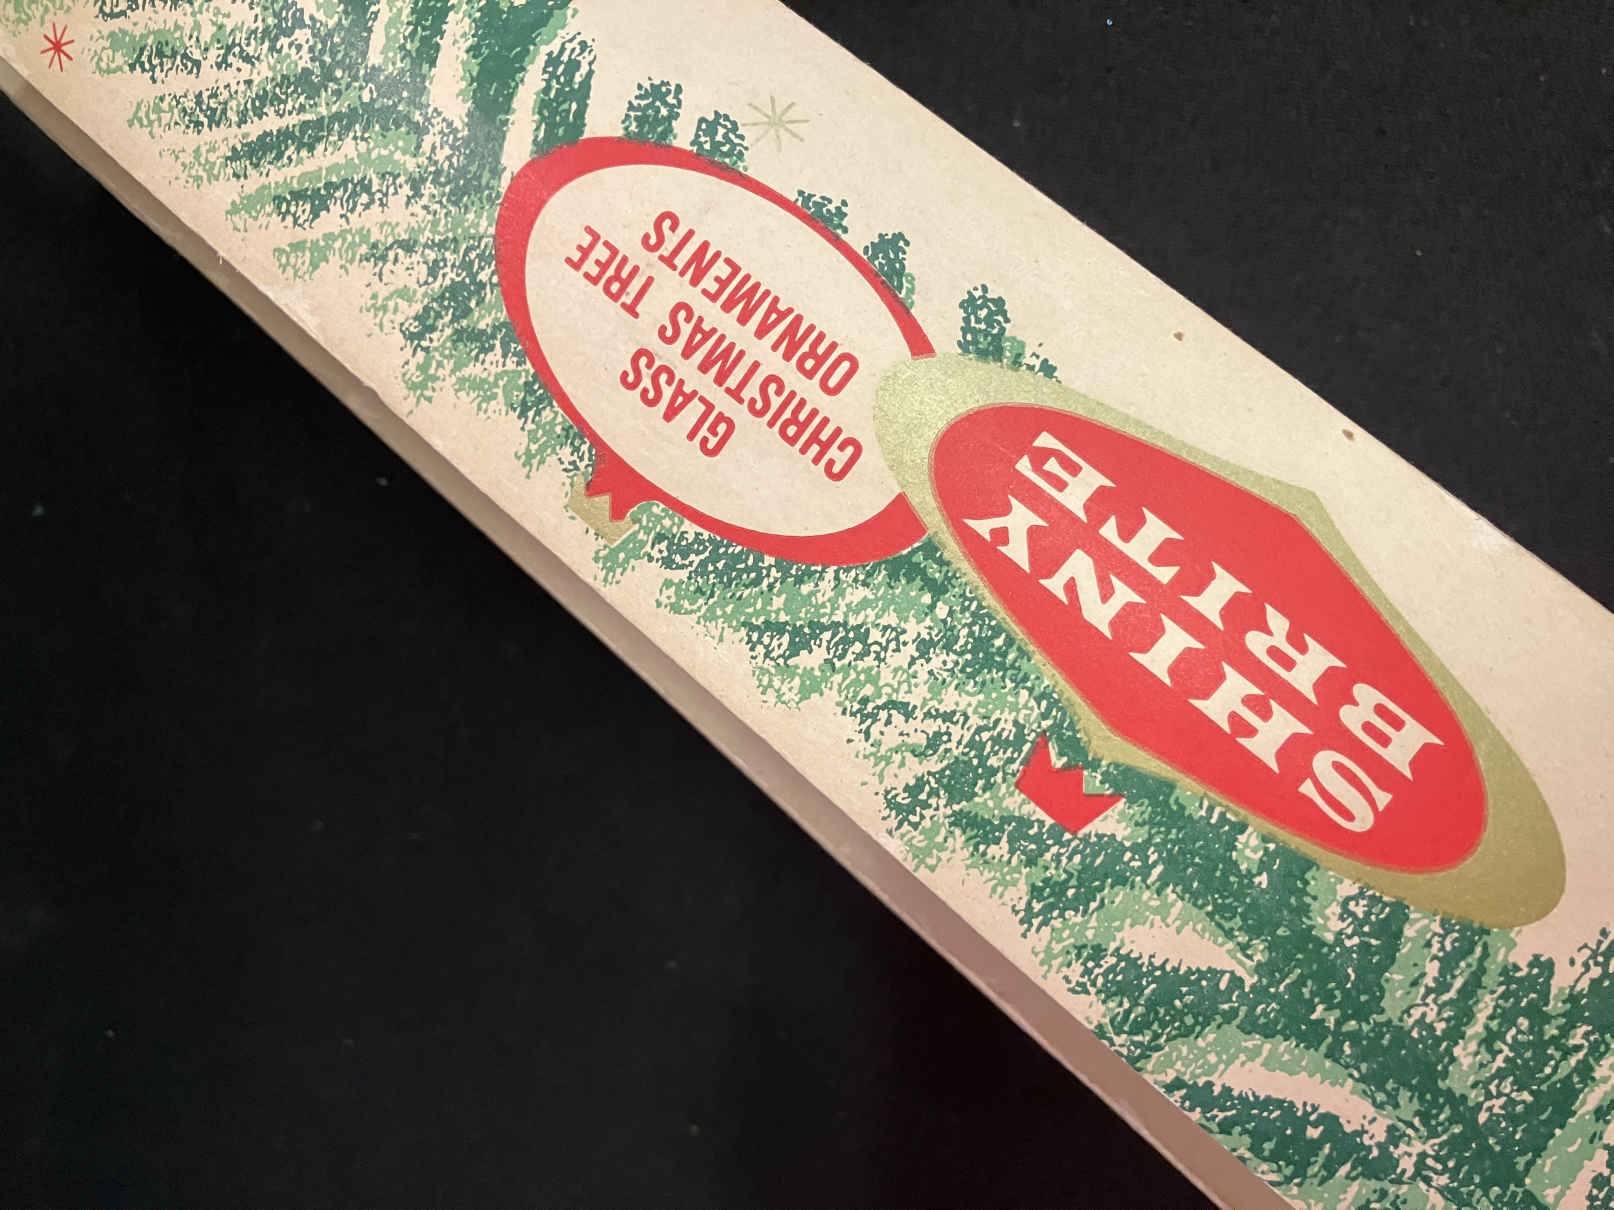 SHINY
BRITE
GLASS
CHRISTMAS TREE
ORNAMENTS